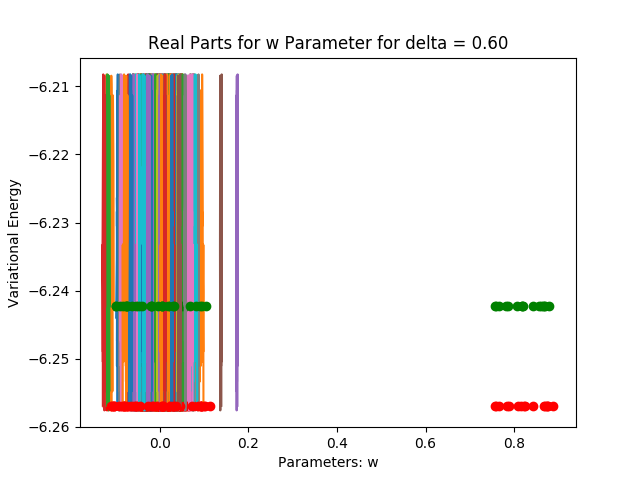 Real Parts for w Parameter for delta = 0.60
Variational Energy
−6.21
−6.22
−6.23
−6.24
−6.25
−6.26
0.0 0.2 0.4 0.6 0.8
Parameters: w